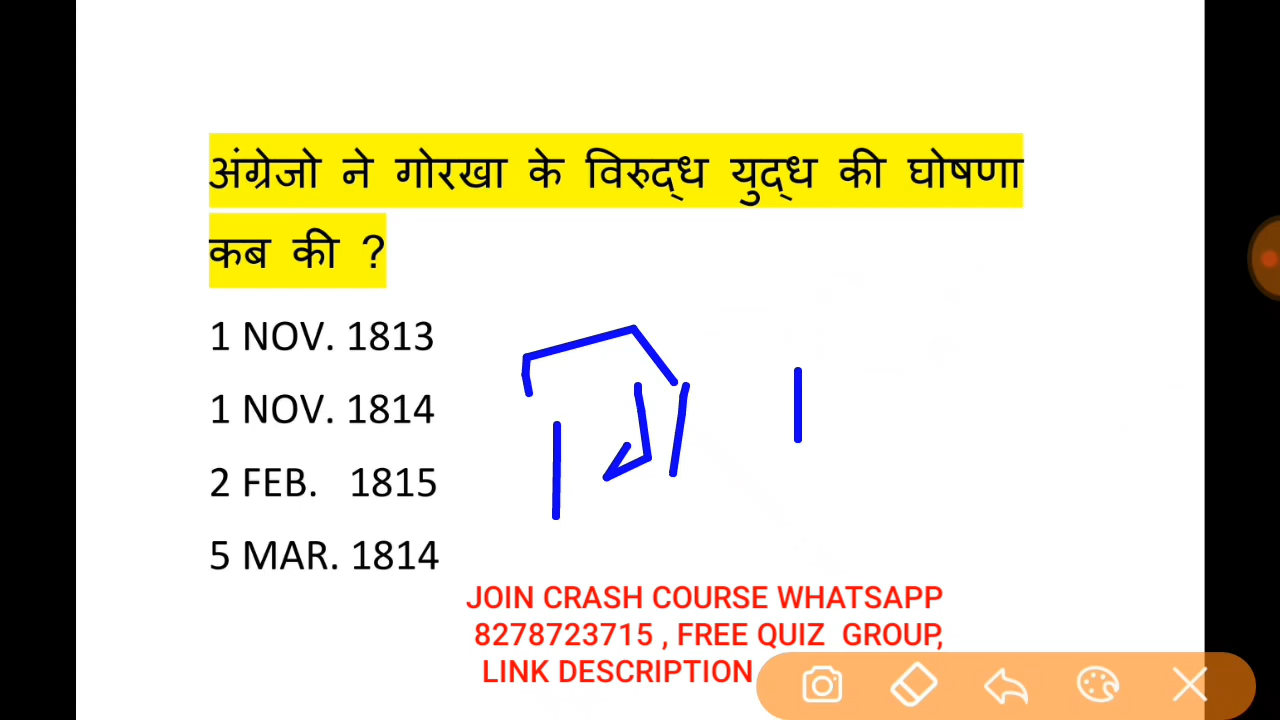 अंग्रेजो ने गोरखा के विरुद्ध युद्ध की घोषणा
कब की ?
1 NOV. 1813
1 NOV. 1814
2 FEB. 1815
5 MAR. 1814
JOIN CRASH COURSE WHATSAPP
8278723715 , FREE QUIZ GROUP,
LINK DESCRIPTION